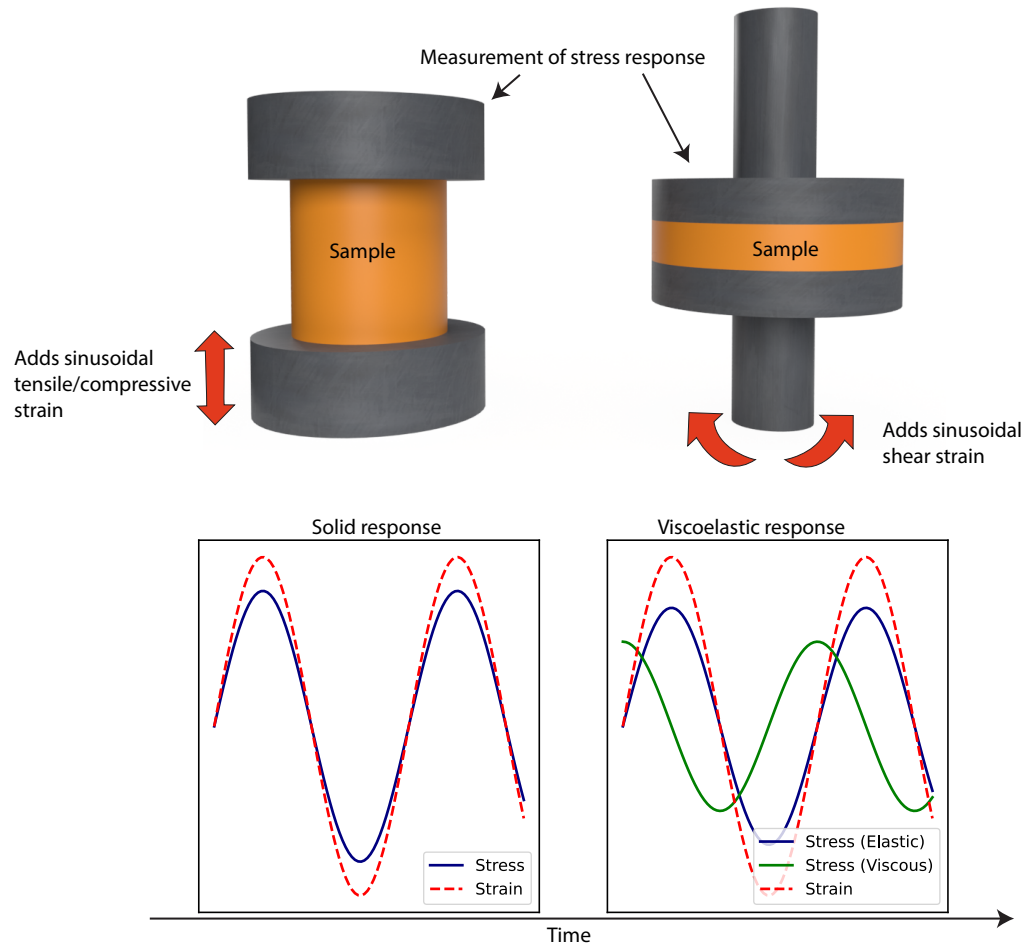 Measurement of stress response
Sample
Sample
Adds sinusoidal
tensile/compressive
strain
Adds sinusoidal
shear strain
Solid response
Viscoelastic response
Stress
Strain
Stress (Elastic)
Stress (Viscous)
Strain
Time